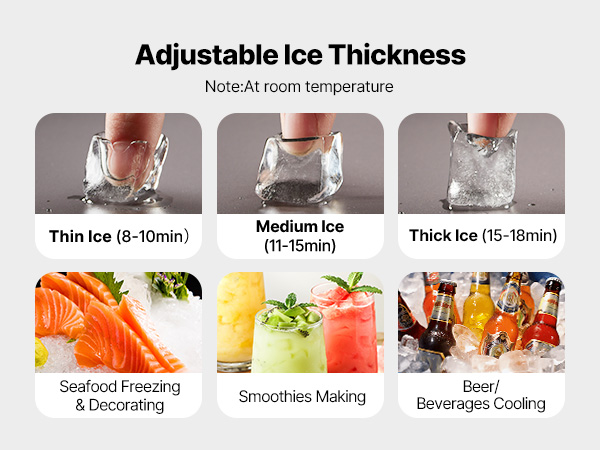 Adjustable Ice Thickness
Note:At room temperature
Thin Ice (8-10min）
Medium Ice
(11-15min)
Thick Ice (15-18min)
Seafood Freezing
& Decorating
Smoothies Making
Beer/
Beverages Cooling